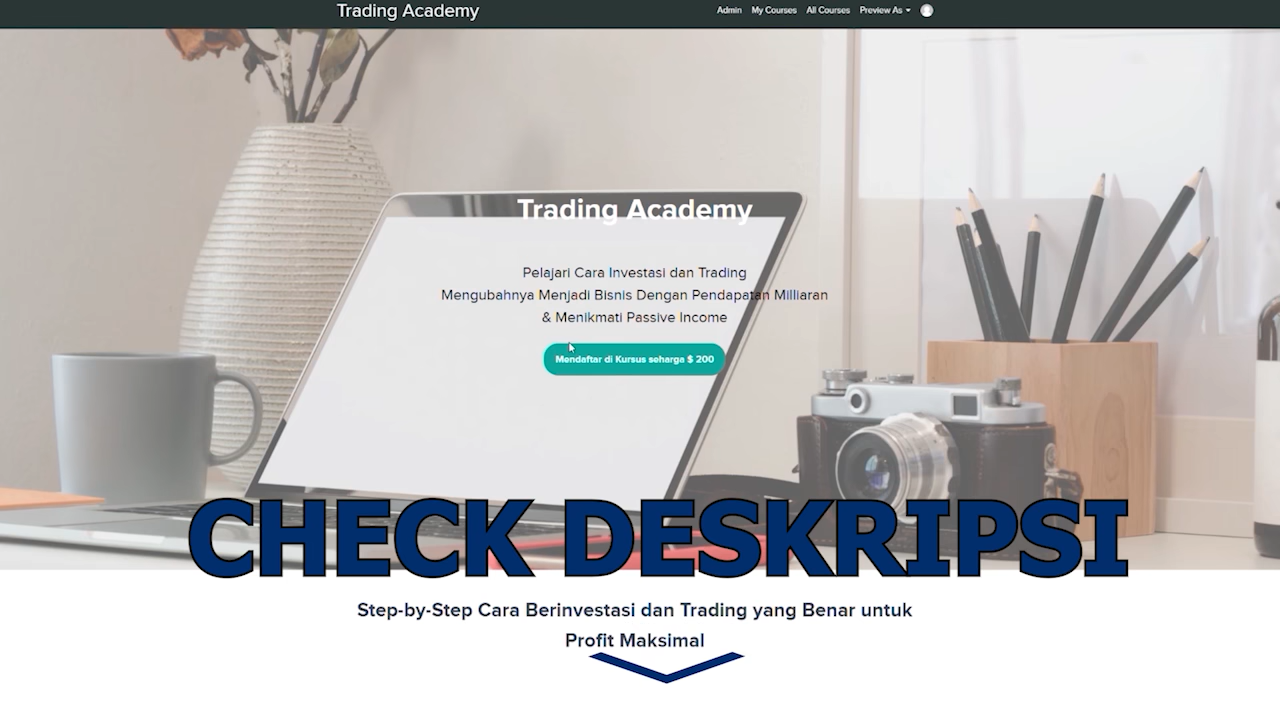 Trading Academy
Admin My Courses All Courses Preview As
Trading Academy
Pelajari Cara Investasi dan Trading
Mengubahnya Menjadi Bisnis Dengan Pendapatan Milliaran
& Menikmati Passive Income
Mendaftar di Kursus seharga $ 200
CHECK DESKRIPSI
Step-by-Step Cara Berinvestasi dan Trading yang Benar untuk
Profit Maksimal